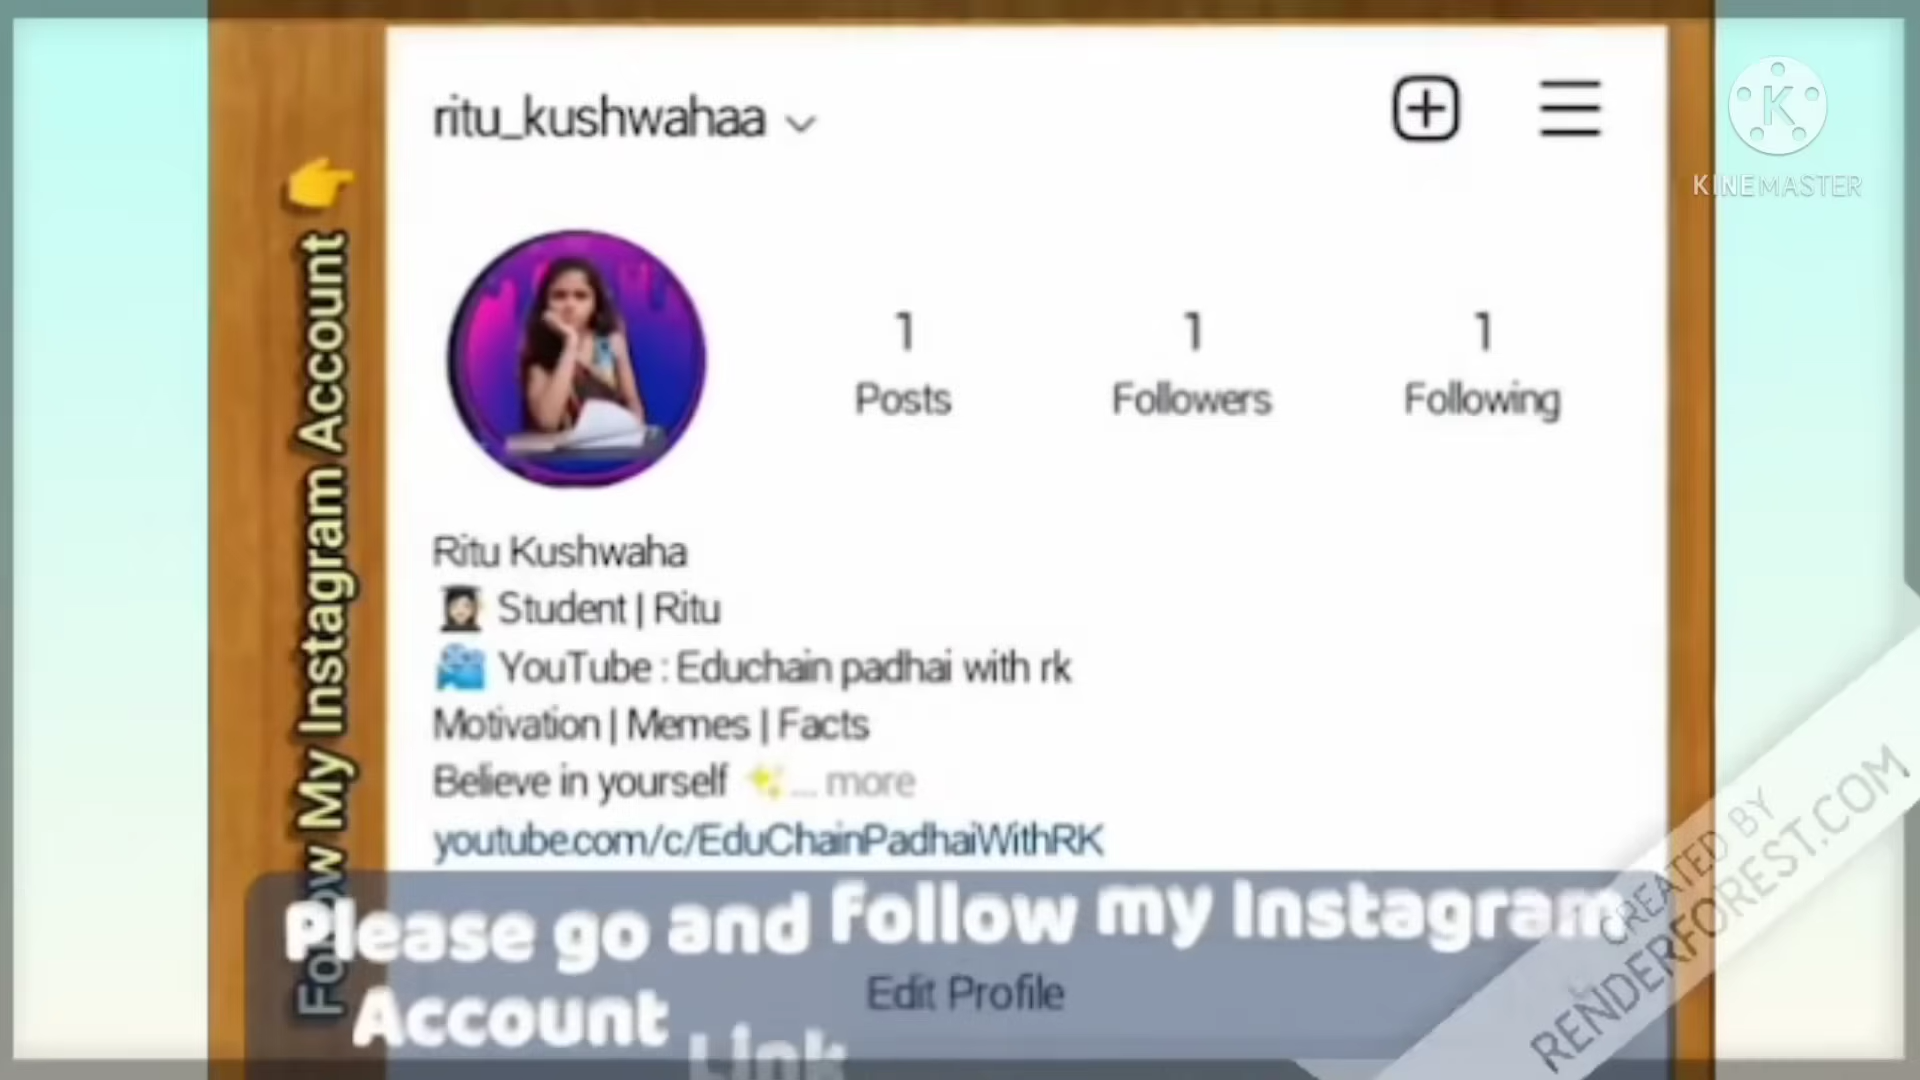 ritu_kushwahaa
KINEMASTER
Follow My Instagram Account
1
Posts
1
Followers
1
Following
Ritu Kushwaha
Student | Ritu
YouTube : Educhain padhai with rk
Motivation | Memes | Facts
Believe in yourself ✨... more
youtube.com/c/EduChainPadhaiWithRK
Please go and Follow my Instagram
Account Link
Edit Profile
CREATED BY
RENDERFOREST.COM